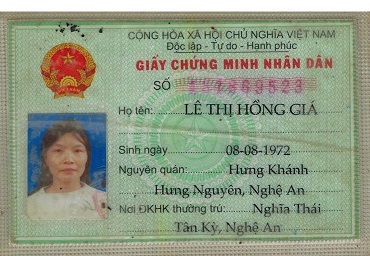 CỘNG HÒA XÃ HỘI CHỦ NGHĨA VIỆT NAM
Độc lập - Tự do - Hạnh phúc
GIẤY CHỨNG MINH NHÂN DÂN
SỐ
Họ tên: LÊ THỊ HỒNG GIÁ
Sinh ngày 08-08-1972
Nguyên quán: Hưng Khánh
Hưng Nguyên, Nghệ An
Nơi ĐKHK thường trú: Nghĩa Thái
Tân Kỳ, Nghệ An